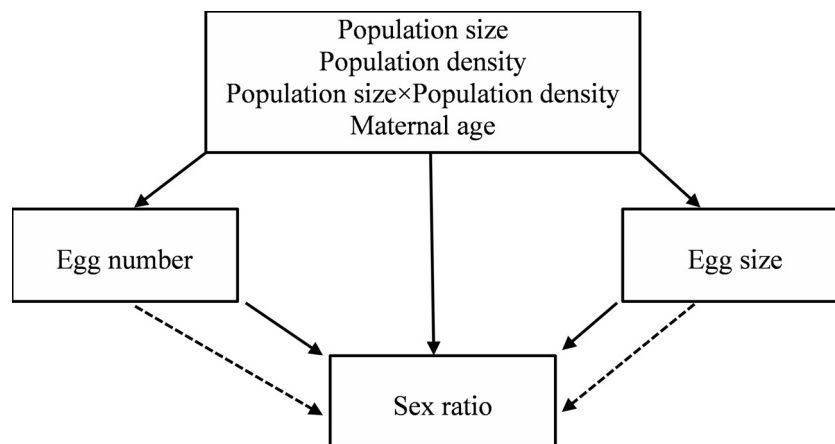 Population size
Population density
Population size×Population density
Maternal age
Egg number
Egg size
Sex ratio